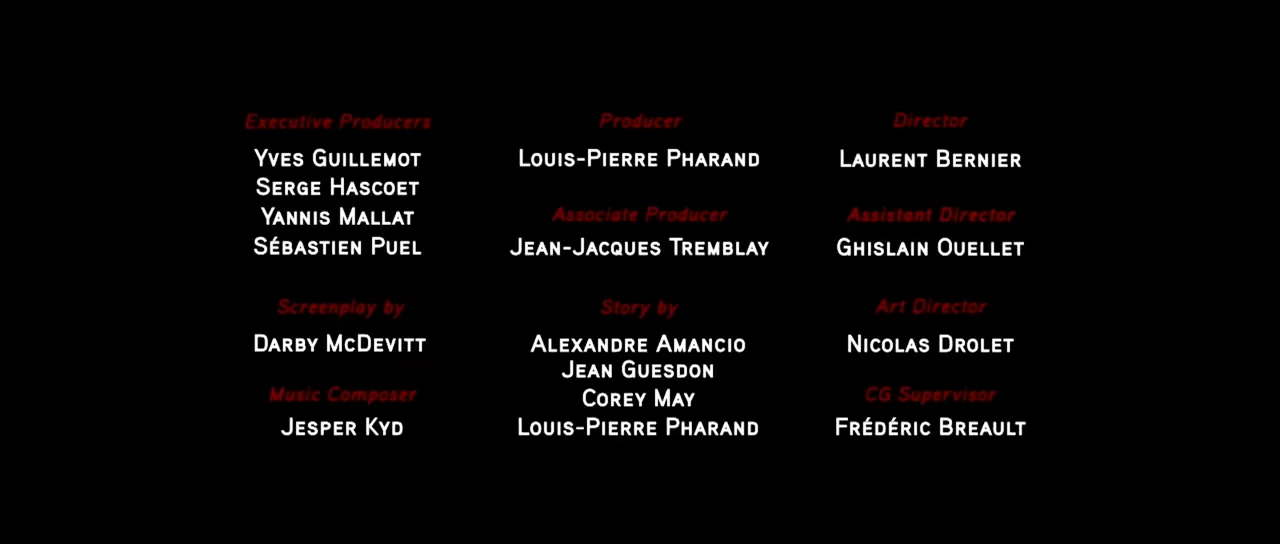 Executive Producers
Yves Guillemot
Serge Hascoet
Yannis Mallat
Sébastien Puel
Producer
Louis-Pierre Pharand
Director
Laurent Bernier
Associate Producer
Jean-Jacques Tremblay
Assistant Director
Ghislain Ouellet
Screenplay by
Darby McDevitt
Story by
Alexandre Amancio
Jean Guesdon
Corey May
Louis-Pierre Pharand
Art Director
Nicolas Drolet
Music Composer
Jesper Kyd
CG Supervisor
Frédéric Breault